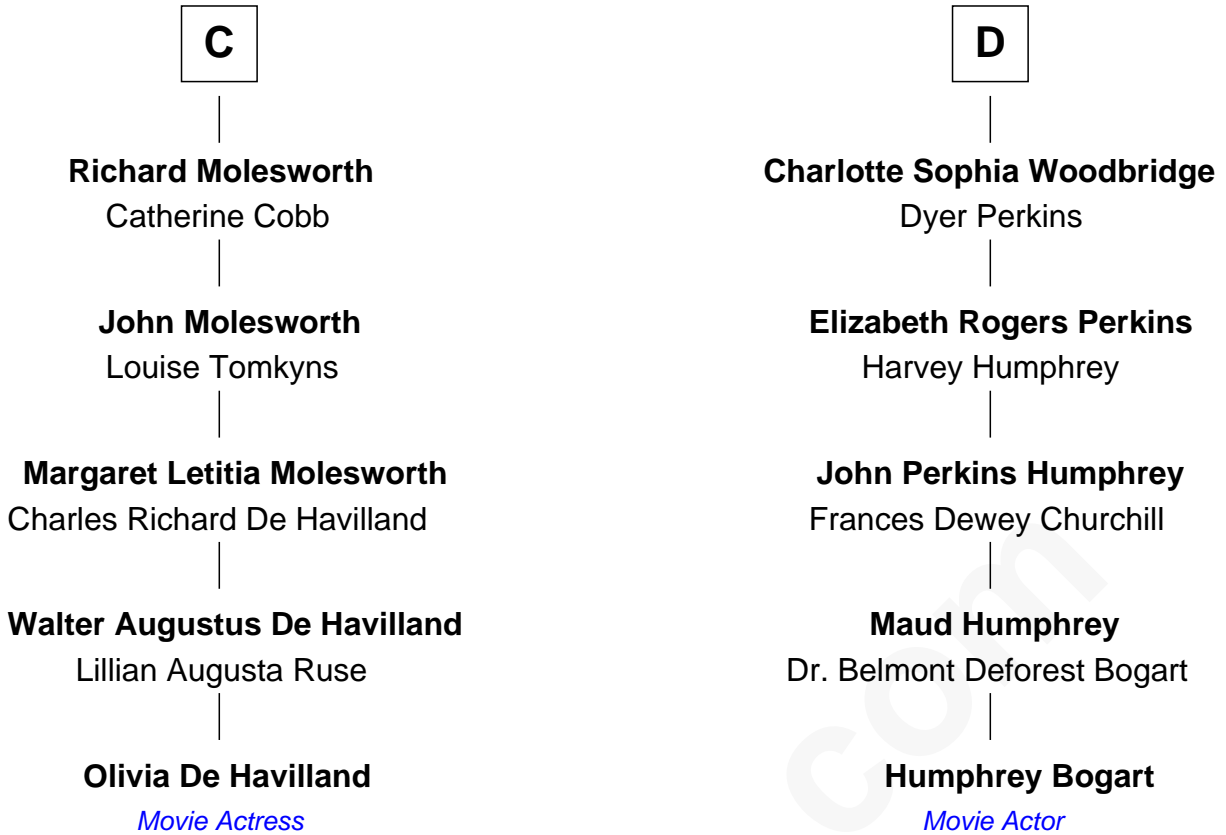 C
Richard Molesworth
Catherine Cobb
John Molesworth
Louise Tomkyns
Margaret Letitia Molesworth
Charles Richard De Havilland
Walter Augustus De Havilland
Lillian Augusta Ruse
Olivia De Havilland
Movie Actress
D
Charlotte Sophia Woodbridge
Dyer Perkins
Elizabeth Rogers Perkins
Harvey Humphrey
John Perkins Humphrey
Frances Dewey Churchill
Maud Humphrey
Dr. Belmont Deforest Bogart
Humphrey Bogart
Movie Actor
com